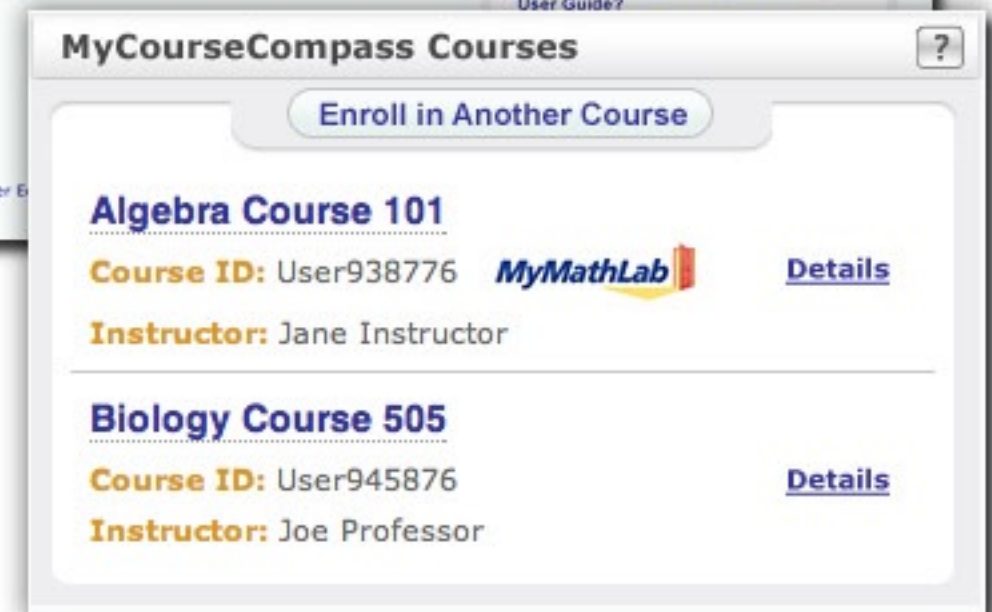 User Guide?
MyCourseCompass Courses ?
Enroll in Another Course
Algebra Course 101
Course ID: User938776 MyMathLab Details
Instructor: Jane Instructor
Biology Course 505
Course ID: User945876 Details
Instructor: Joe Professor